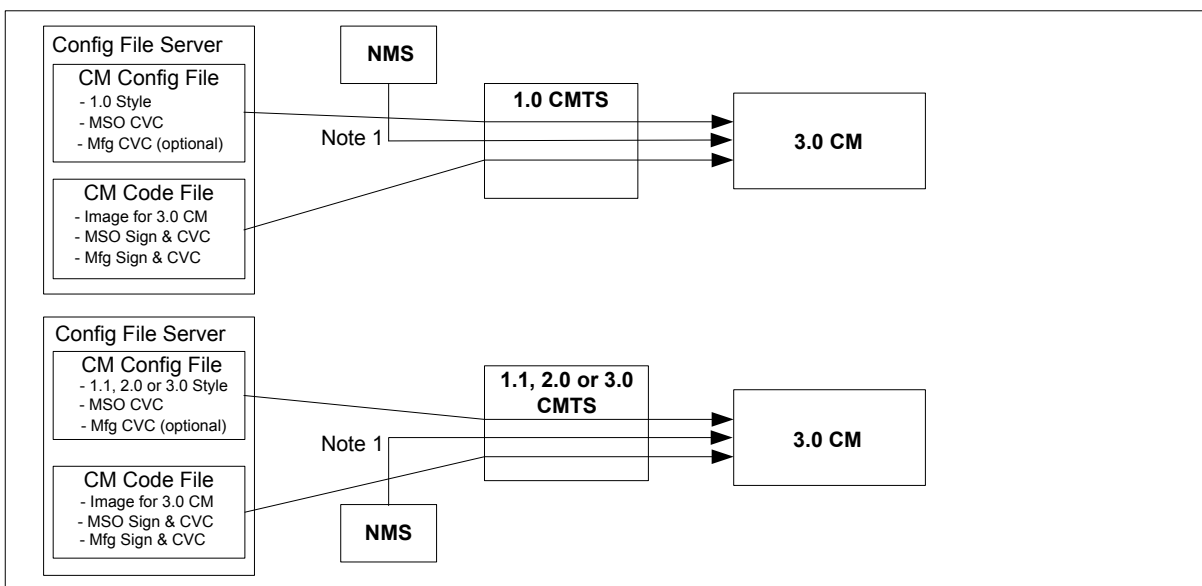 Config File Server
CM Config File
- 1.0 Style
- MSO CVC
- Mfg CVC (optional)
CM Code File
- Image for 3.0 CM
- MSO Sign & CVC
- Mfg Sign & CVC
NMS
Note 1
1.0 CMTS
3.0 CM
Config File Server
CM Config File
- 1.1, 2.0 or 3.0 Style
- MSO CVC
- Mfg CVC (optional)
CM Code File
- Image for 3.0 CM
- MSO Sign & CVC
- Mfg Sign & CVC
Note 1
NMS
1.1, 2.0 or 3.0
CMTS
3.0 CM